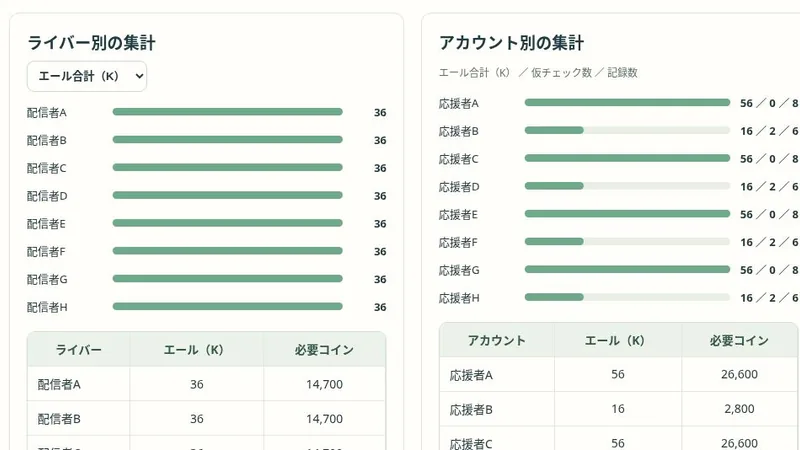 ライバー別の集計
エール合計（K）
配信者A 36
配信者B 36
配信者C 36
配信者D 36
配信者E 36
配信者F 36
配信者G 36
配信者H 36
ライバー エール（K） 必要コイン
配信者A 36 14,700
配信者B 36 14,700
アカウント別の集計
エール合計（K） ／ 仮チェック数 ／ 記録数
応援者A 56 ／ 0 ／ 8
応援者B 16 ／ 2 ／ 6
応援者C 56 ／ 0 ／ 8
応援者D 16 ／ 2 ／ 6
応援者E 56 ／ 0 ／ 8
応援者F 16 ／ 2 ／ 6
応援者G 56 ／ 0 ／ 8
応援者H 16 ／ 2 ／ 6
アカウント エール（K） 必要コイン
応援者A 56 26,600
応援者B 16 2,800
応援者C 56 26,600